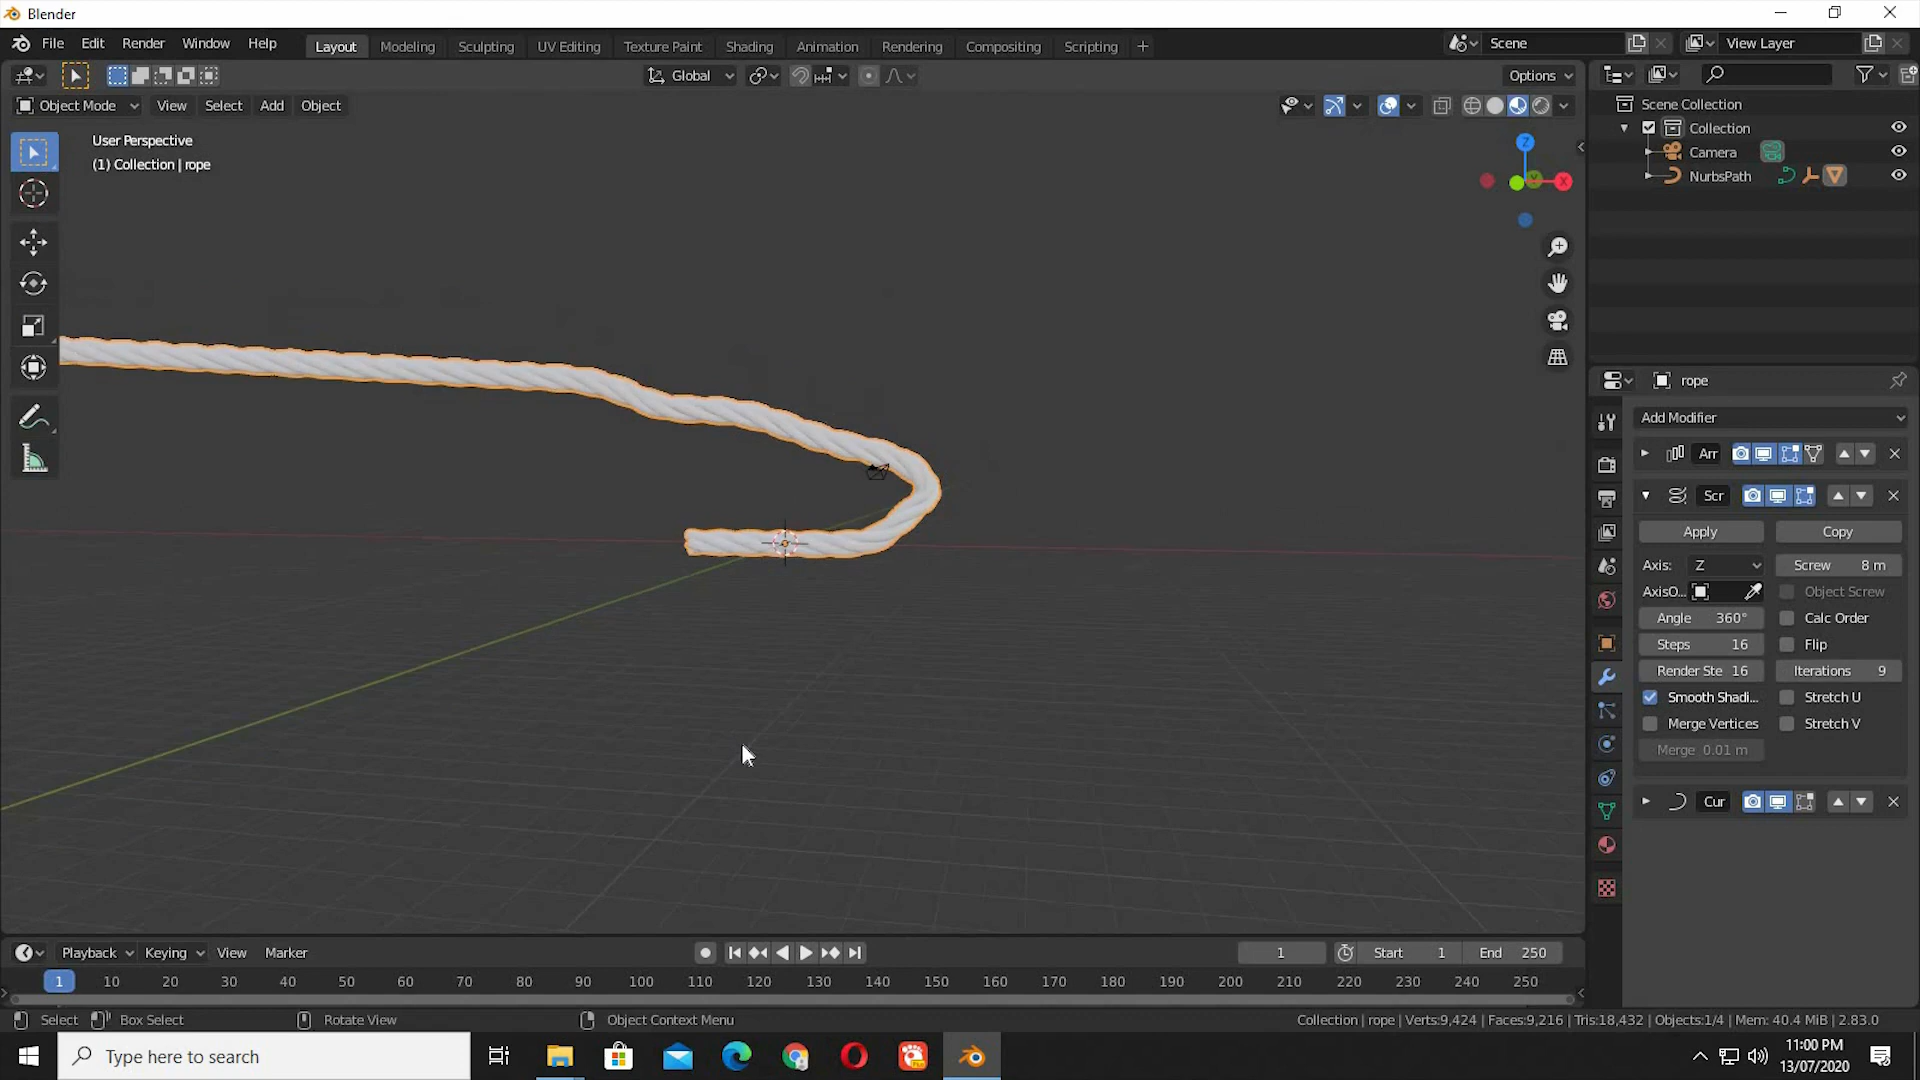 Blender
File Edit Render Window Help Layout Modeling Sculpting UV Editing Texture Paint Shading Animation Rendering Compositing Scripting + Scene View Layer
Global Options
Object Mode View Select Add Object
User Perspective
(1) Collection | rope
Z
Y
X
Scene Collection
Collection
Camera
NurbsPath
rope
Add Modifier
Arr
Scr
Apply Copy
Axis: Z Screw 8 m
AxisO... Object Screw
Angle 360° Calc Order
Steps 16 Flip
Render Ste 16 Iterations 9
Smooth Shadi... Stretch U
Merge Vertices Stretch V
Merge 0.01 m
Cur
Playback Keying View Marker 1 Start 1 End 250
1 10 20 30 40 50 60 70 80 90 100 110 120 130 140 150 160 170 180 190 200 210 220 230 240 250
Select Box Select Rotate View Object Context Menu Collection | rope | Verts:9,424 | Faces:9,216 | Tris:18,432 | Objects:1/4 | Mem: 40.4 MiB | 2.83.0
Type here to search
11:00 PM
13/07/2020